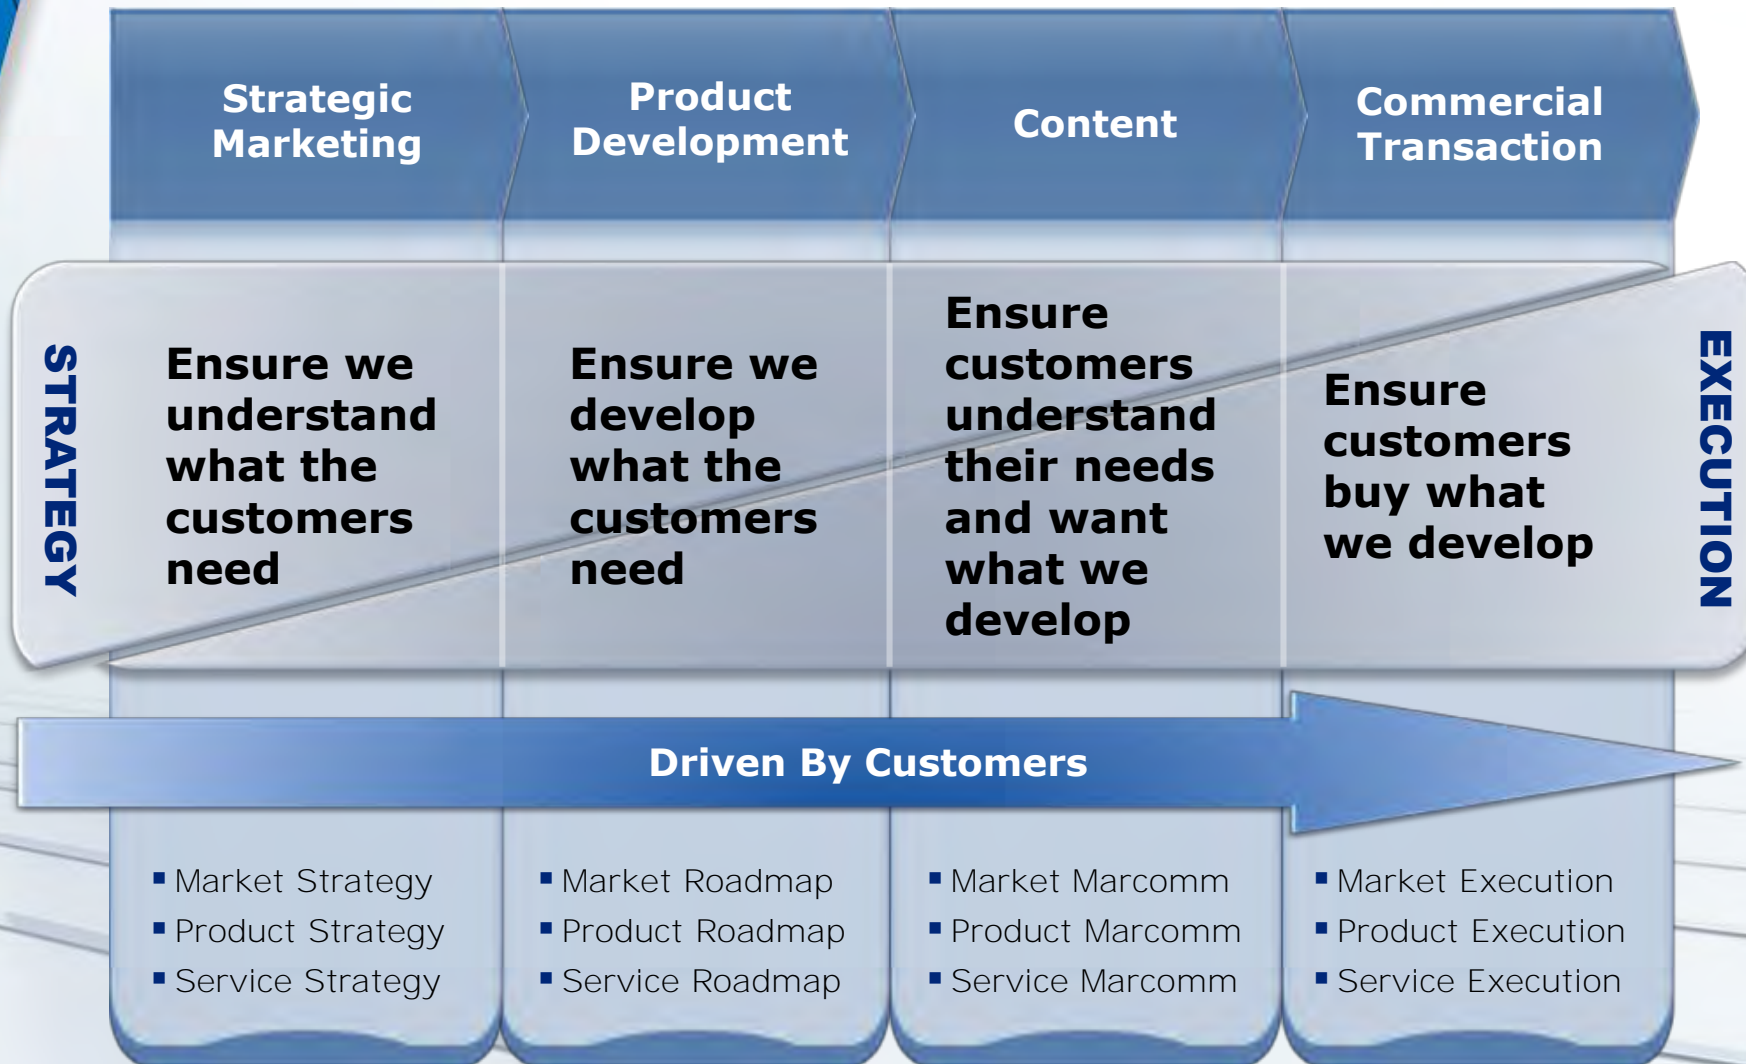 Strategic
Marketing
Product
Development
Content
Commercial
Transaction
STRATEGY
Ensure we
understand
what the
customers
need
Ensure we
develop
what the
customers
need
Ensure
customers
understand
their needs
and want
what we
develop
Ensure
customers
buy what
we develop
EXECUTION
Driven By Customers
▪ Market Strategy
▪ Product Strategy
▪ Service Strategy
▪ Market Roadmap
▪ Product Roadmap
▪ Service Roadmap
▪ Market Marcomm
▪ Product Marcomm
▪ Service Marcomm
▪ Market Execution
▪ Product Execution
▪ Service Execution